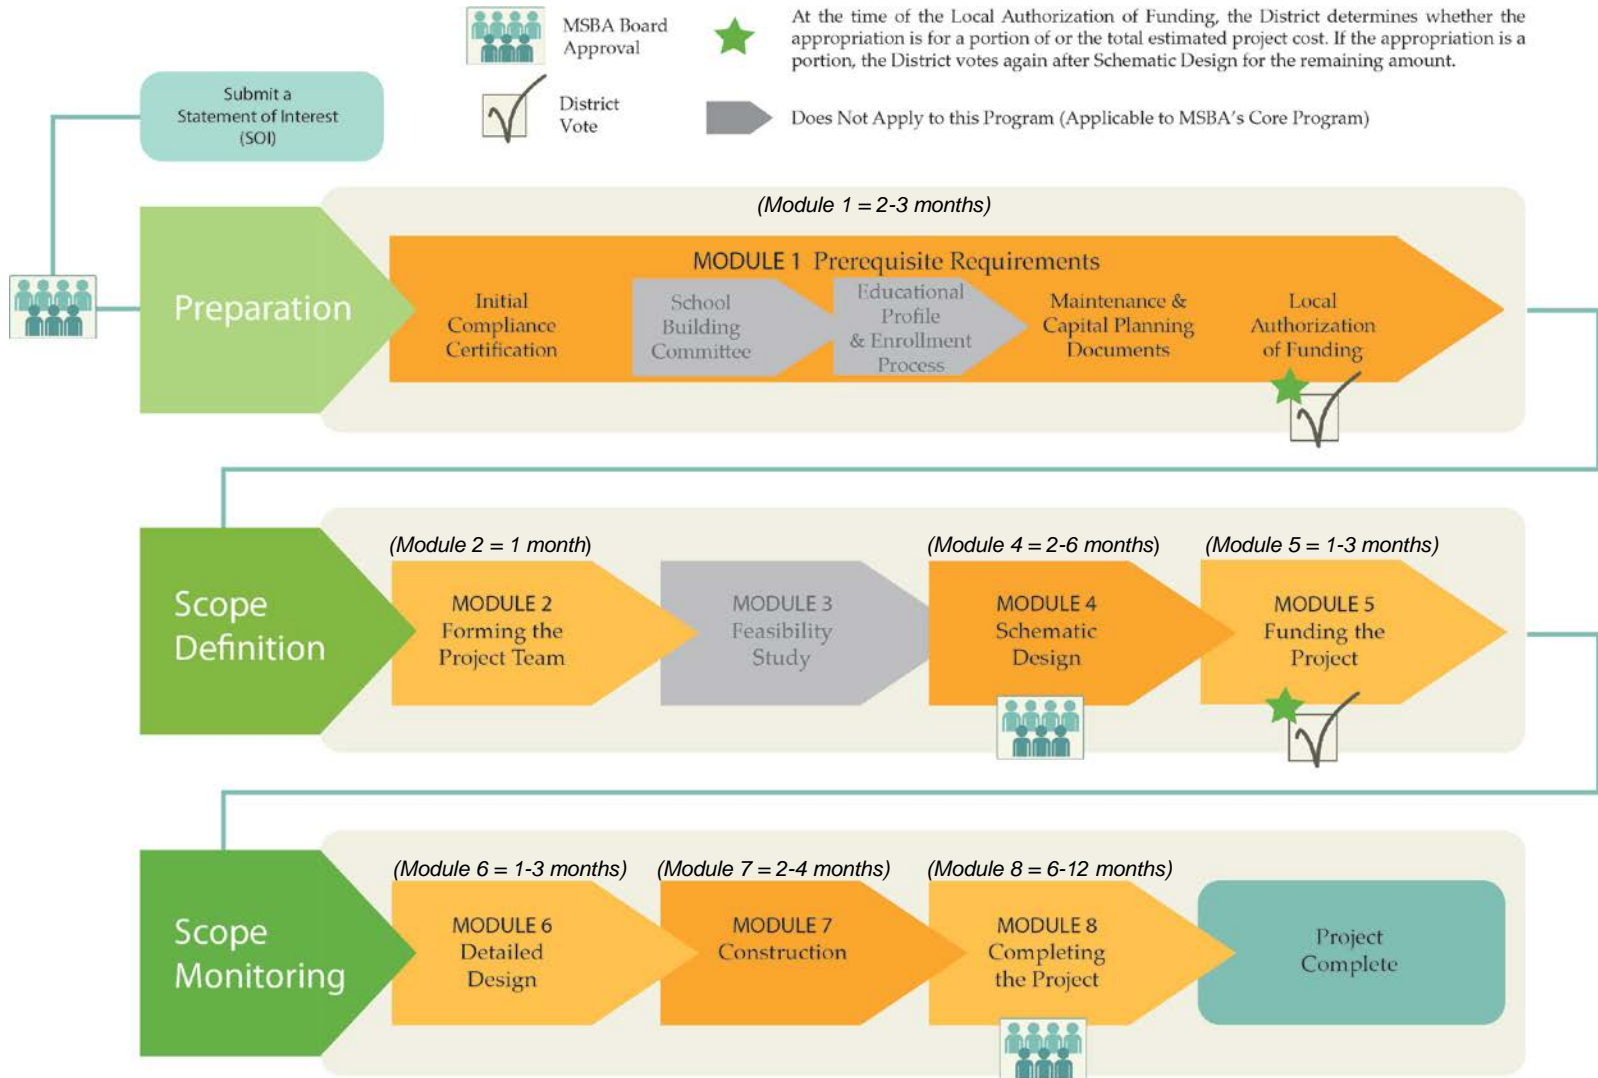 MSBA Board
Approval
At the time of the Local Authorization of Funding, the District determines whether the
appropriation is for a portion of or the total estimated project cost. If the appropriation is a
portion, the District votes again after Schematic Design for the remaining amount.
District
Vote
Does Not Apply to this Program (Applicable to MSBA's Core Program)
Submit a
Statement of Interest
(SOI)
Preparation
(Module 1 = 2-3 months)
MODULE 1 Prerequisite Requirements
Initial
Compliance
Certification
School
Building
Committee
Educational
Profile
& Enrollment
Process
Maintenance &
Capital Planning
Documents
Local
Authorization
of Funding
Scope
Definition
(Module 2 = 1 month)
MODULE 2
Forming the
Project Team
MODULE 3
Feasibility
Study
(Module 4 = 2-6 months)
MODULE 4
Schematic
Design
(Module 5 = 1-3 months)
MODULE 5
Funding the
Project
Scope
Monitoring
(Module 6 = 1-3 months)
MODULE 6
Detailed
Design
(Module 7 = 2-4 months)
MODULE 7
Construction
(Module 8 = 6-12 months)
MODULE 8
Completing
the Project
Project
Complete